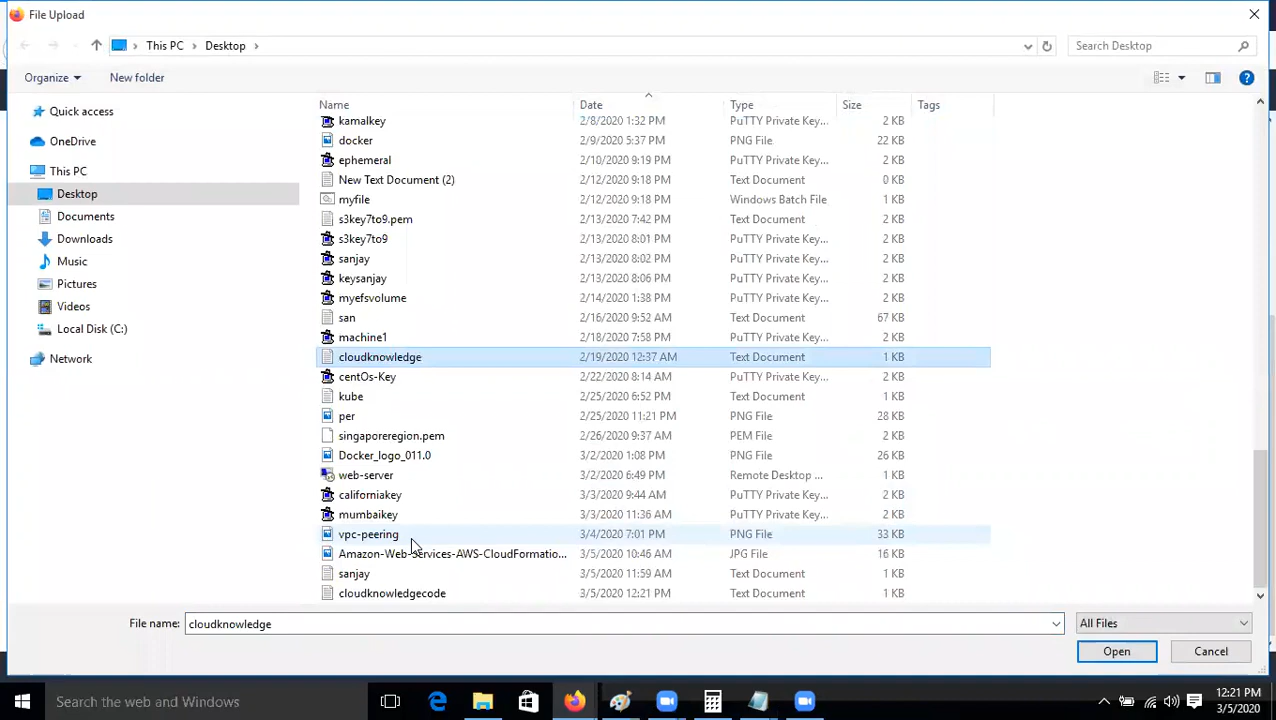 File Upload
This PC Desktop
Search Desktop
Organize New folder
Quick access
OneDrive
This PC
Desktop
Documents
Downloads
Music
Pictures
Videos
Local Disk (C:)
Network
Name Date Type Size Tags
kamalkey 2/8/2020 1:32 PM PuTTY Private Key... 2 KB
docker 2/9/2020 5:37 PM PNG File 22 KB
ephemeral 2/10/2020 9:19 PM PuTTY Private Key... 2 KB
New Text Document (2) 2/12/2020 9:18 PM Text Document 0 KB
myfile 2/12/2020 9:18 PM Windows Batch File 1 KB
s3key7to9.pem 2/13/2020 7:42 PM Text Document 2 KB
s3key7to9 2/13/2020 8:01 PM PuTTY Private Key... 2 KB
sanjay 2/13/2020 8:02 PM PuTTY Private Key... 2 KB
keysanjay 2/13/2020 8:06 PM PuTTY Private Key... 2 KB
myefsvolume 2/14/2020 1:38 PM PuTTY Private Key... 2 KB
san 2/16/2020 9:52 AM Text Document 67 KB
machine1 2/18/2020 7:58 PM PuTTY Private Key... 2 KB
cloudknowledge 2/19/2020 12:37 AM Text Document 1 KB
centOs-Key 2/22/2020 8:14 AM PuTTY Private Key... 2 KB
kube 2/25/2020 6:52 PM Text Document 1 KB
per 2/25/2020 11:21 PM PNG File 28 KB
singaporeregion.pem 2/26/2020 9:37 AM PEM File 2 KB
Docker_logo_011.0 3/2/2020 1:08 PM PNG File 26 KB
web-server 3/2/2020 6:49 PM Remote Desktop ... 2 KB
californiakey 3/3/2020 9:44 AM PuTTY Private Key... 2 KB
mumbaikey 3/3/2020 11:36 AM PuTTY Private Key... 2 KB
vpc-peering 3/4/2020 7:01 PM PNG File 33 KB
Amazon-Web-Services-AWS-CloudFormatio... 3/5/2020 10:46 AM JPG File 16 KB
sanjay 3/5/2020 11:59 AM Text Document 2 KB
cloudknowledgecode 3/5/2020 12:21 PM Text Document 2 KB
File name: cloudknowledge All Files
Open Cancel
Search the web and Windows
12:21 PM
3/5/2020